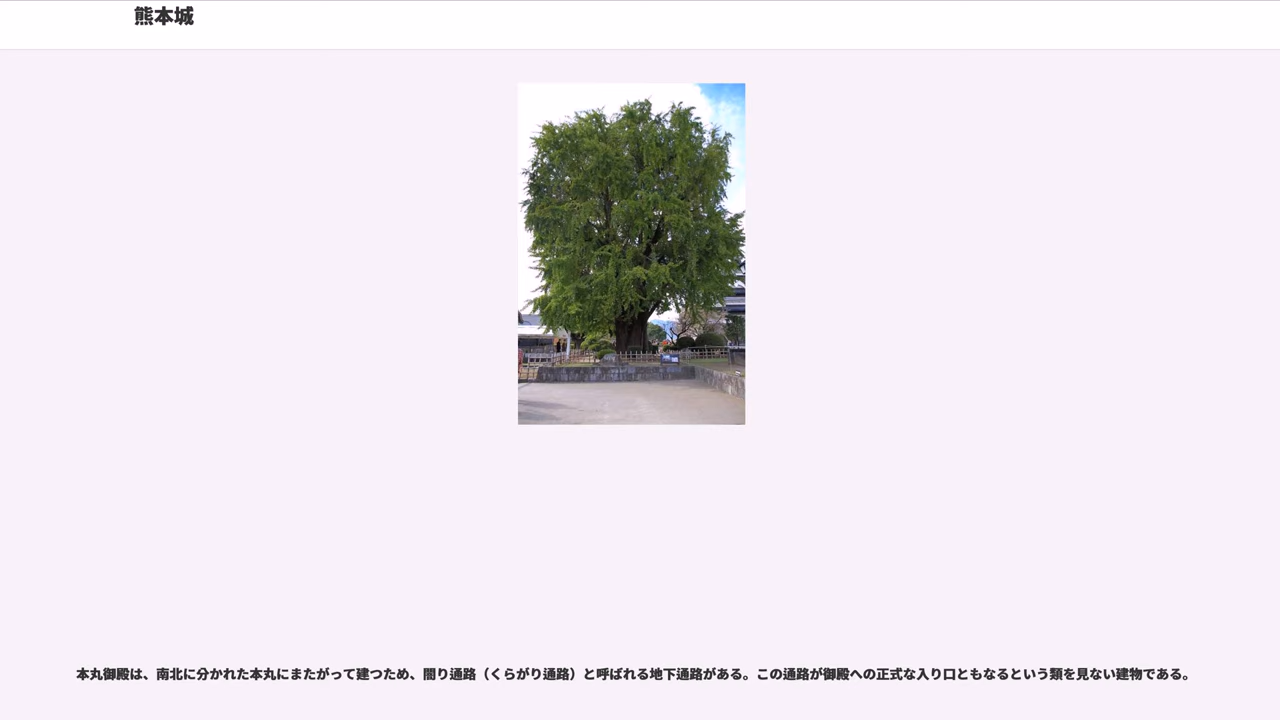 熊本城
本丸御殿は、南北に分かれた本丸にまたがって建つため、闇り通路（くらがり通路）と呼ばれる地下通路がある。この通路が御殿への正式な入り口ともなるという類を見ない建物である。